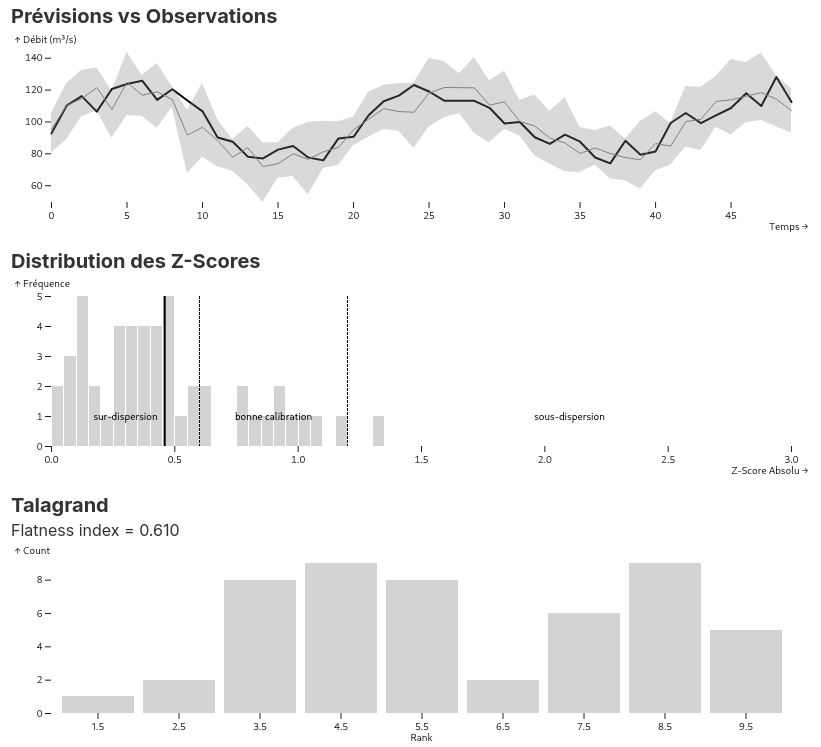 Prévisions vs Observations
↑ Débit (m³/s)
140
120
100
80
60
0 5 10 15 20 25 30 35 40 45
Temps →
Distribution des Z-Scores
↑ Fréquence
5
4
3
2
1
sur-dispersion bonne calibration sous-dispersion
0
0.0 0.5 1.0 1.5 2.0 2.5 3.0
Z-Score Absolu →
Talagrand
Flatness index = 0.610
↑ Count
8
6
4
2
0
1.5 2.5 3.5 4.5 5.5 6.5 7.5 8.5 9.5
Rank